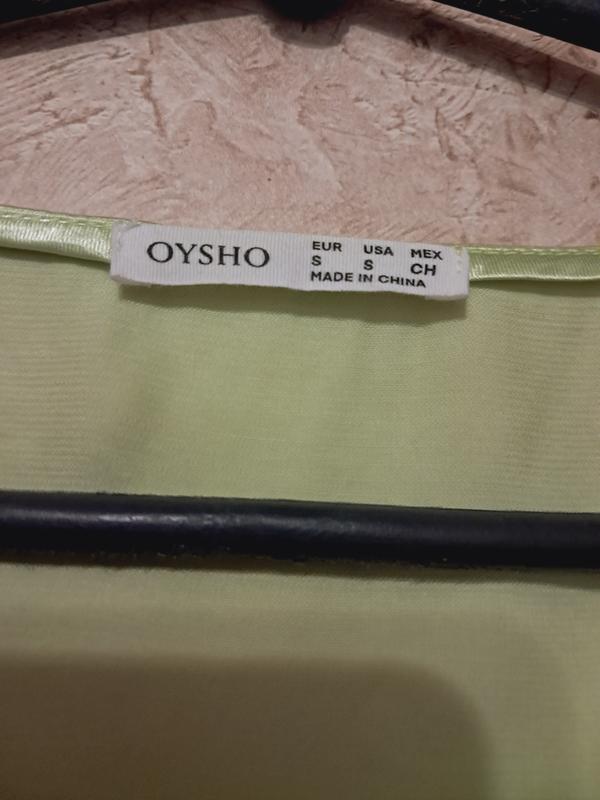 OYSHO
EUR USA MEX
S S CH
MADE IN CHINA